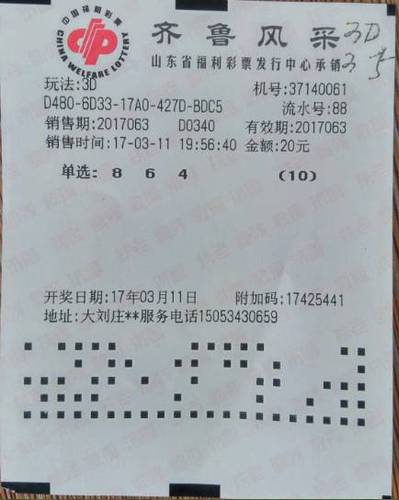 中国福利彩票
CHINA WELFARE LOTTERY
齐鲁风采
3D
山东省福利彩票发行中心承销
玩法:3D 机号:37140061
D480-6D33-17A0-427D-BDC5 流水号:88
销售期:2017063 D0340 有效期:2017063
销售时间:17-03-11 19:56:40 金额:20元
单选: 8 6 4 (10)
开奖日期:17年03月11日 附加码:17425441
地址:大刘庄**服务电话15053430659